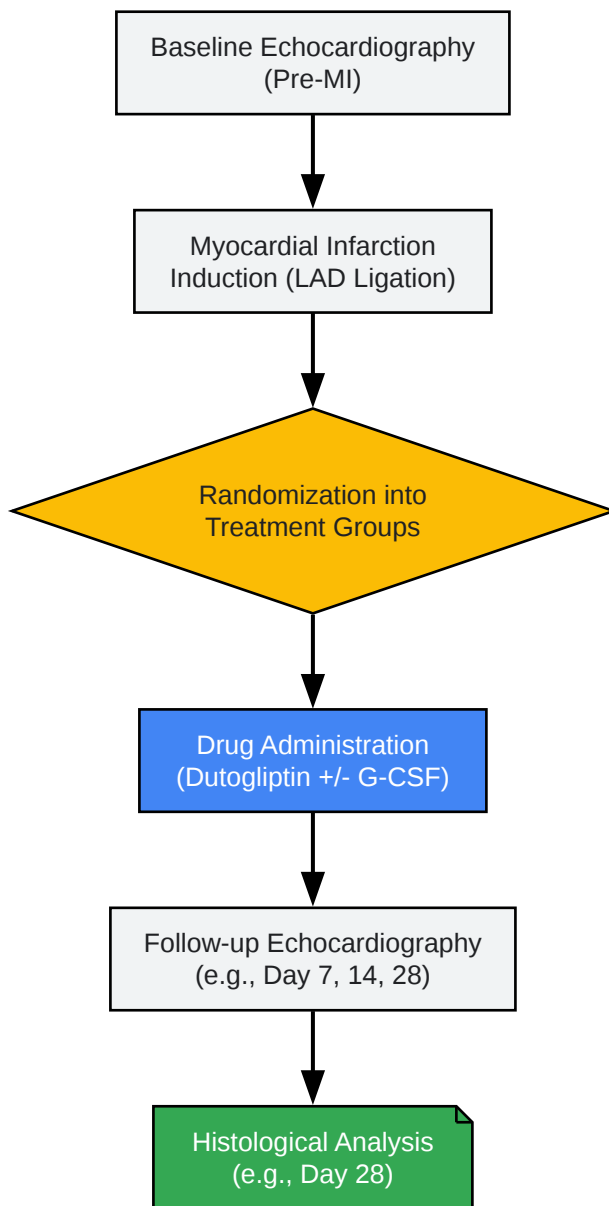 Baseline Echocardiography
(Pre-MI)
Myocardial Infarction
Induction (LAD Ligation)
Randomization into
Treatment Groups
Drug Administration
(Dutogliptin +/- G-CSF)
Follow-up Echocardiography
(e.g., Day 7, 14, 28)
Histological Analysis
(e.g., Day 28)